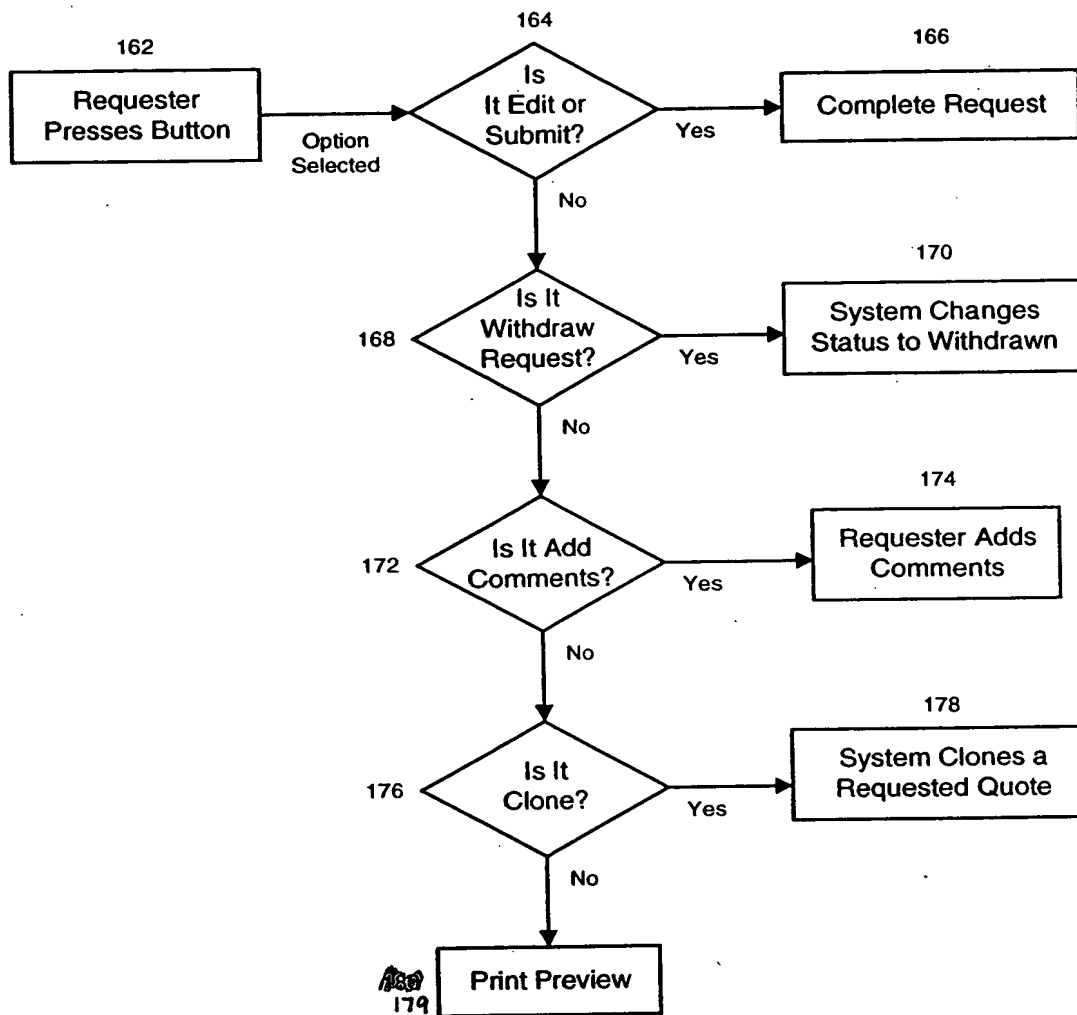 162
Requester
Presses Button
Option
Selected
164
Is
It Edit or
Submit?
Yes
166
Complete Request
No
168
Is It
Withdraw
Request?
Yes
170
System Changes
Status to Withdrawn
No
172
Is It Add
Comments?
Yes
174
Requester Adds
Comments
No
176
Is It
Clone?
Yes
178
System Clones a
Requested Quote
No
179
Print Preview